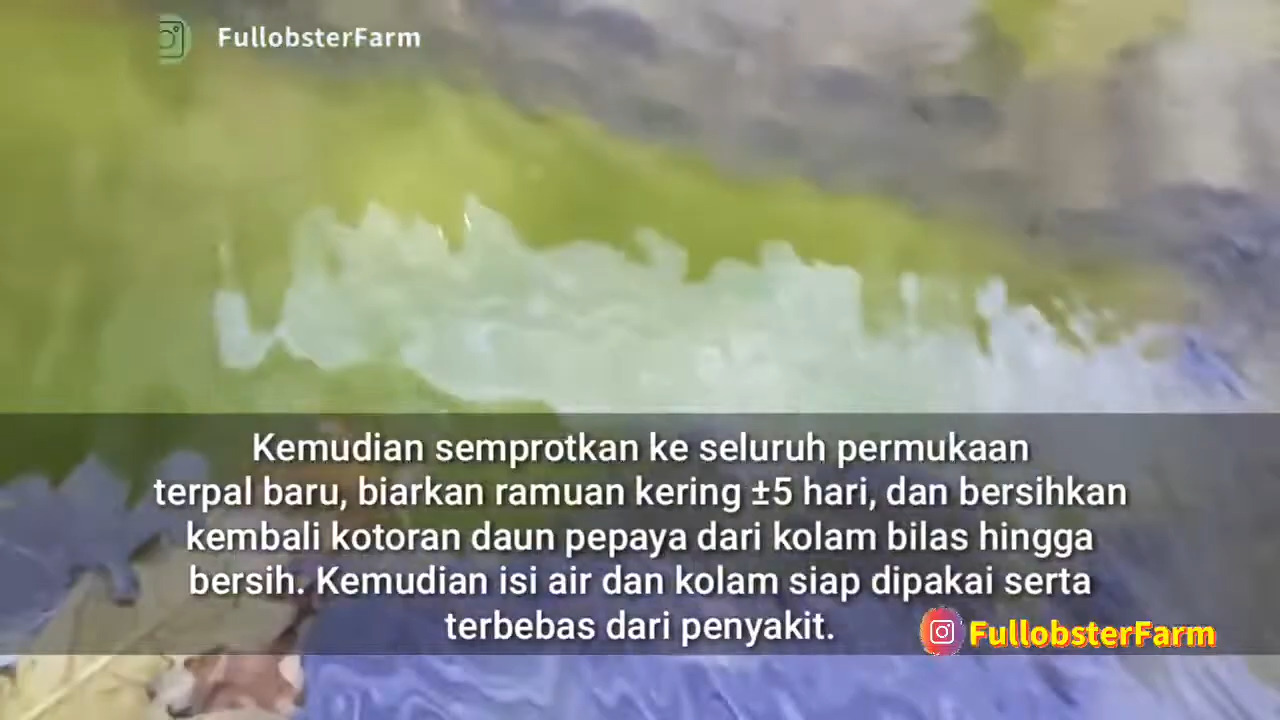 FullobsterFarm
Kemudian semprotkan ke seluruh permukaan
terpal baru, biarkan ramuan kering ±5 hari, dan bersihkan
kembali kotoran daun pepaya dari kolam bilas hingga
bersih. Kemudian isi air dan kolam siap dipakai serta
terbebas dari penyakit.
FullobsterFarm